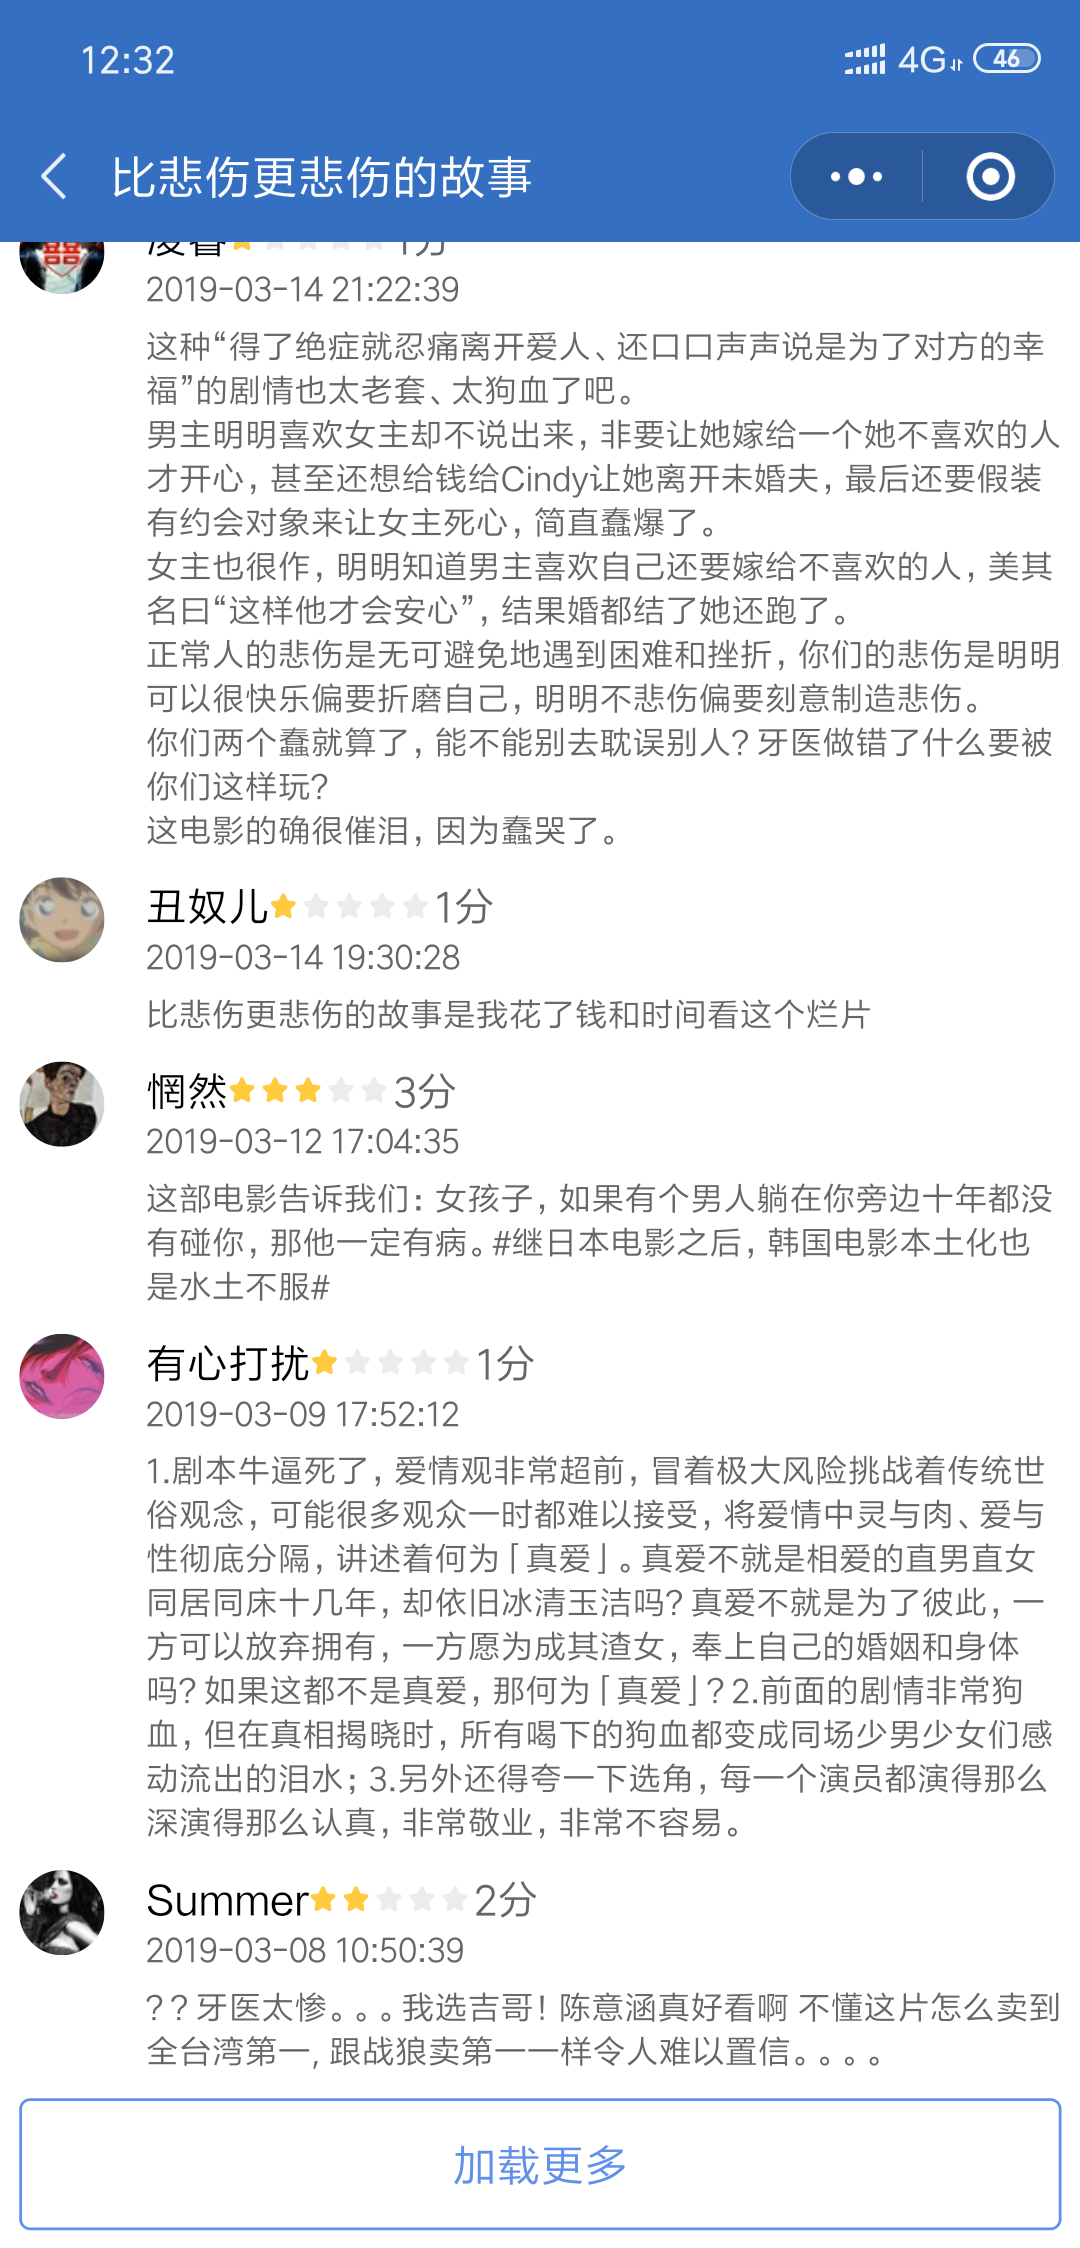 12:32
4G
46
比悲伤更悲伤的故事
1分
2019-03-14 21:22:39
这种“得了绝症就忍痛离开爱人、还口口声声说是为了对方的幸
福”的剧情也太老套、太狗血了吧。
男主明明喜欢女主却不说出来，非要让她嫁给一个她不喜欢的人
才开心，甚至还想给钱给Cindy让她离开未婚夫，最后还要假装
有约会对象来让女主死心，简直蠢爆了。
女主也很作，明明知道男主喜欢自己还要嫁给不喜欢的人，美其
名曰“这样他才会安心”，结果婚都结了她还跑了。
正常人的悲伤是无可避免地遇到困难和挫折，你们的悲伤是明明
可以很快乐偏要折磨自己，明明不悲伤偏要刻意制造悲伤。
你们两个蠢就算了，能不能别去耽误别人？牙医做错了什么要被
你们这样玩？
这电影的确很催泪，因为蠢哭了。
丑奴儿 1分
2019-03-14 19:30:28
比悲伤更悲伤的故事是我花了钱和时间看这个烂片
惘然 3分
2019-03-12 17:04:35
这部电影告诉我们：女孩子，如果有个男人躺在你旁边十年都没
有碰你，那他一定有病。#继日本电影之后，韩国电影本土化也
是水土不服#
有心打扰 1分
2019-03-09 17:52:12
1.剧本牛逼死了，爱情观非常超前，冒着极大风险挑战着传统世
俗观念，可能很多观众一时都难以接受，将爱情中灵与肉、爱与
性彻底分隔，讲述着何为「真爱」。真爱不就是相爱的直男直女
同居同床十几年，却依旧冰清玉洁吗？真爱不就是为了彼此，一
方可以放弃拥有，一方愿为成其渣女，奉上自己的婚姻和身体
吗？如果这都不是真爱，那何为「真爱」？2.前面的剧情非常狗
血，但在真相揭晓时，所有喝下的狗血都变成同场少男少女们感
动流出的泪水；3.另外还得夸一下选角，每一个演员都演得那么
深演得那么认真，非常敬业，非常不容易。
Summer 2分
2019-03-08 10:50:39
？？牙医太惨。。。我选吉哥！陈意涵真好看啊 不懂这片怎么卖到
全台湾第一，跟战狼卖第一一样令人难以置信。。。。
加载更多